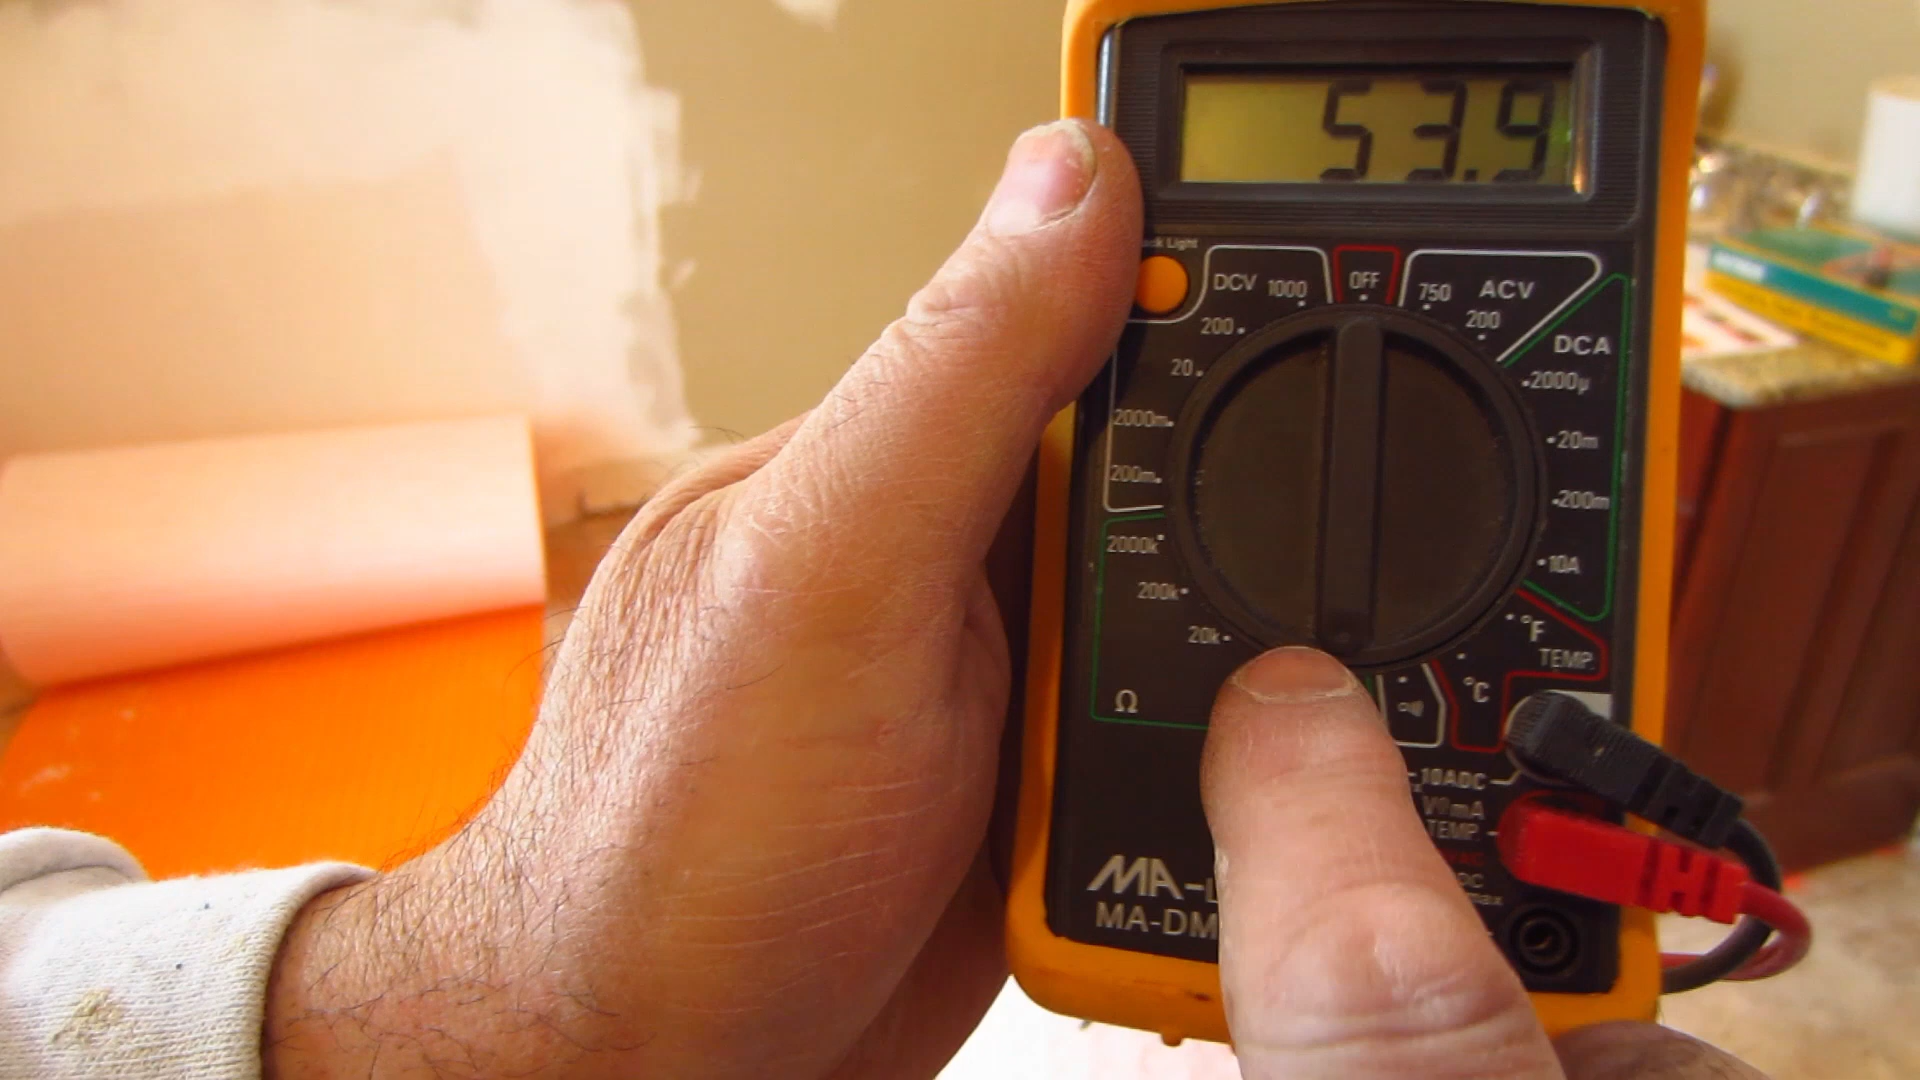 53.9
ck Light
DCV 1000
OFF
750 ACV
200
200
20
2000m
200m
DCA
2000µ
20m
200m
10A
2000k
200k
20k
Ω
°F
TEMP.
°C
10ADC
VΩmA
TEMP
MA-
MA-DM